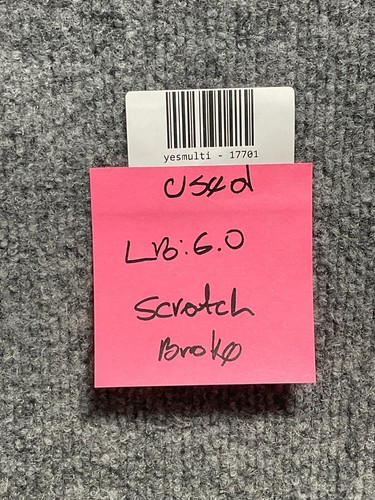 yesmulti - 17701
Used
LB: 6.0
Scratch
Broke